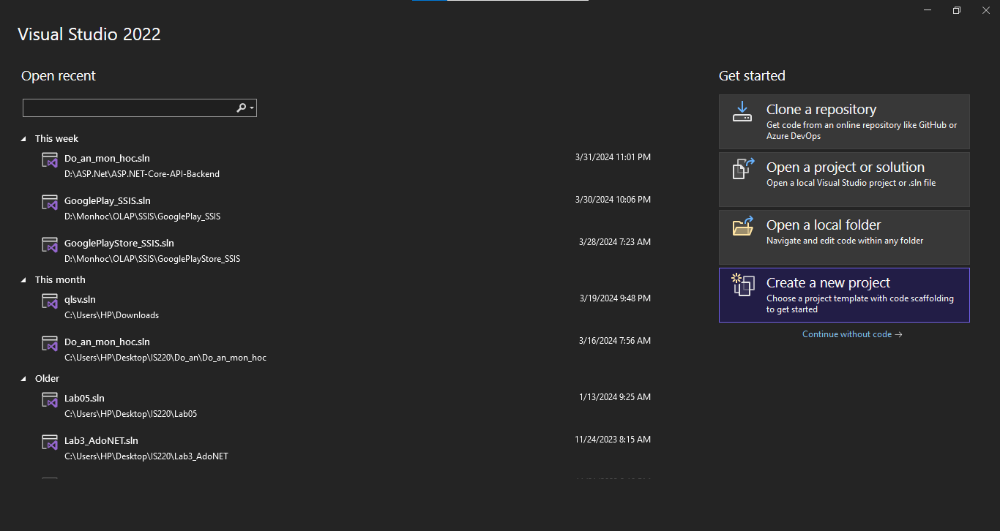 Visual Studio 2022
Open recent
This week
Do_an_mon_hoc.sln 3/31/2024 11:01 PM
D:\ASP.Net\ASP.NET-Core-API-Backend
GooglePlay_SSIS.sln 3/30/2024 10:06 PM
D:\Monhoc\OLAP\SSIS\GooglePlay_SSIS
GooglePlayStore_SSIS.sln 3/28/2024 7:23 AM
D:\Monhoc\OLAP\SSIS\GooglePlayStore_SSIS
This month
qlsv.sln 3/19/2024 9:48 PM
C:\Users\HP\Downloads
Do_an_mon_hoc.sln 3/16/2024 7:56 AM
C:\Users\HP\Desktop\IS220\Do_an\Do_an_mon_hoc
Older
Lab05.sln 1/13/2024 9:25 AM
C:\Users\HP\Desktop\IS220\Lab05
Lab3_AdoNET.sln 11/24/2023 8:15 AM
C:\Users\HP\Desktop\IS220\Lab3_AdoNET
Get started
Clone a repository
Get code from an online repository like GitHub or
Azure DevOps
Open a project or solution
Open a local Visual Studio project or .sln file
Open a local folder
Navigate and edit code within any folder
Create a new project
Choose a project template with code scaffolding
to get started
Continue without code →